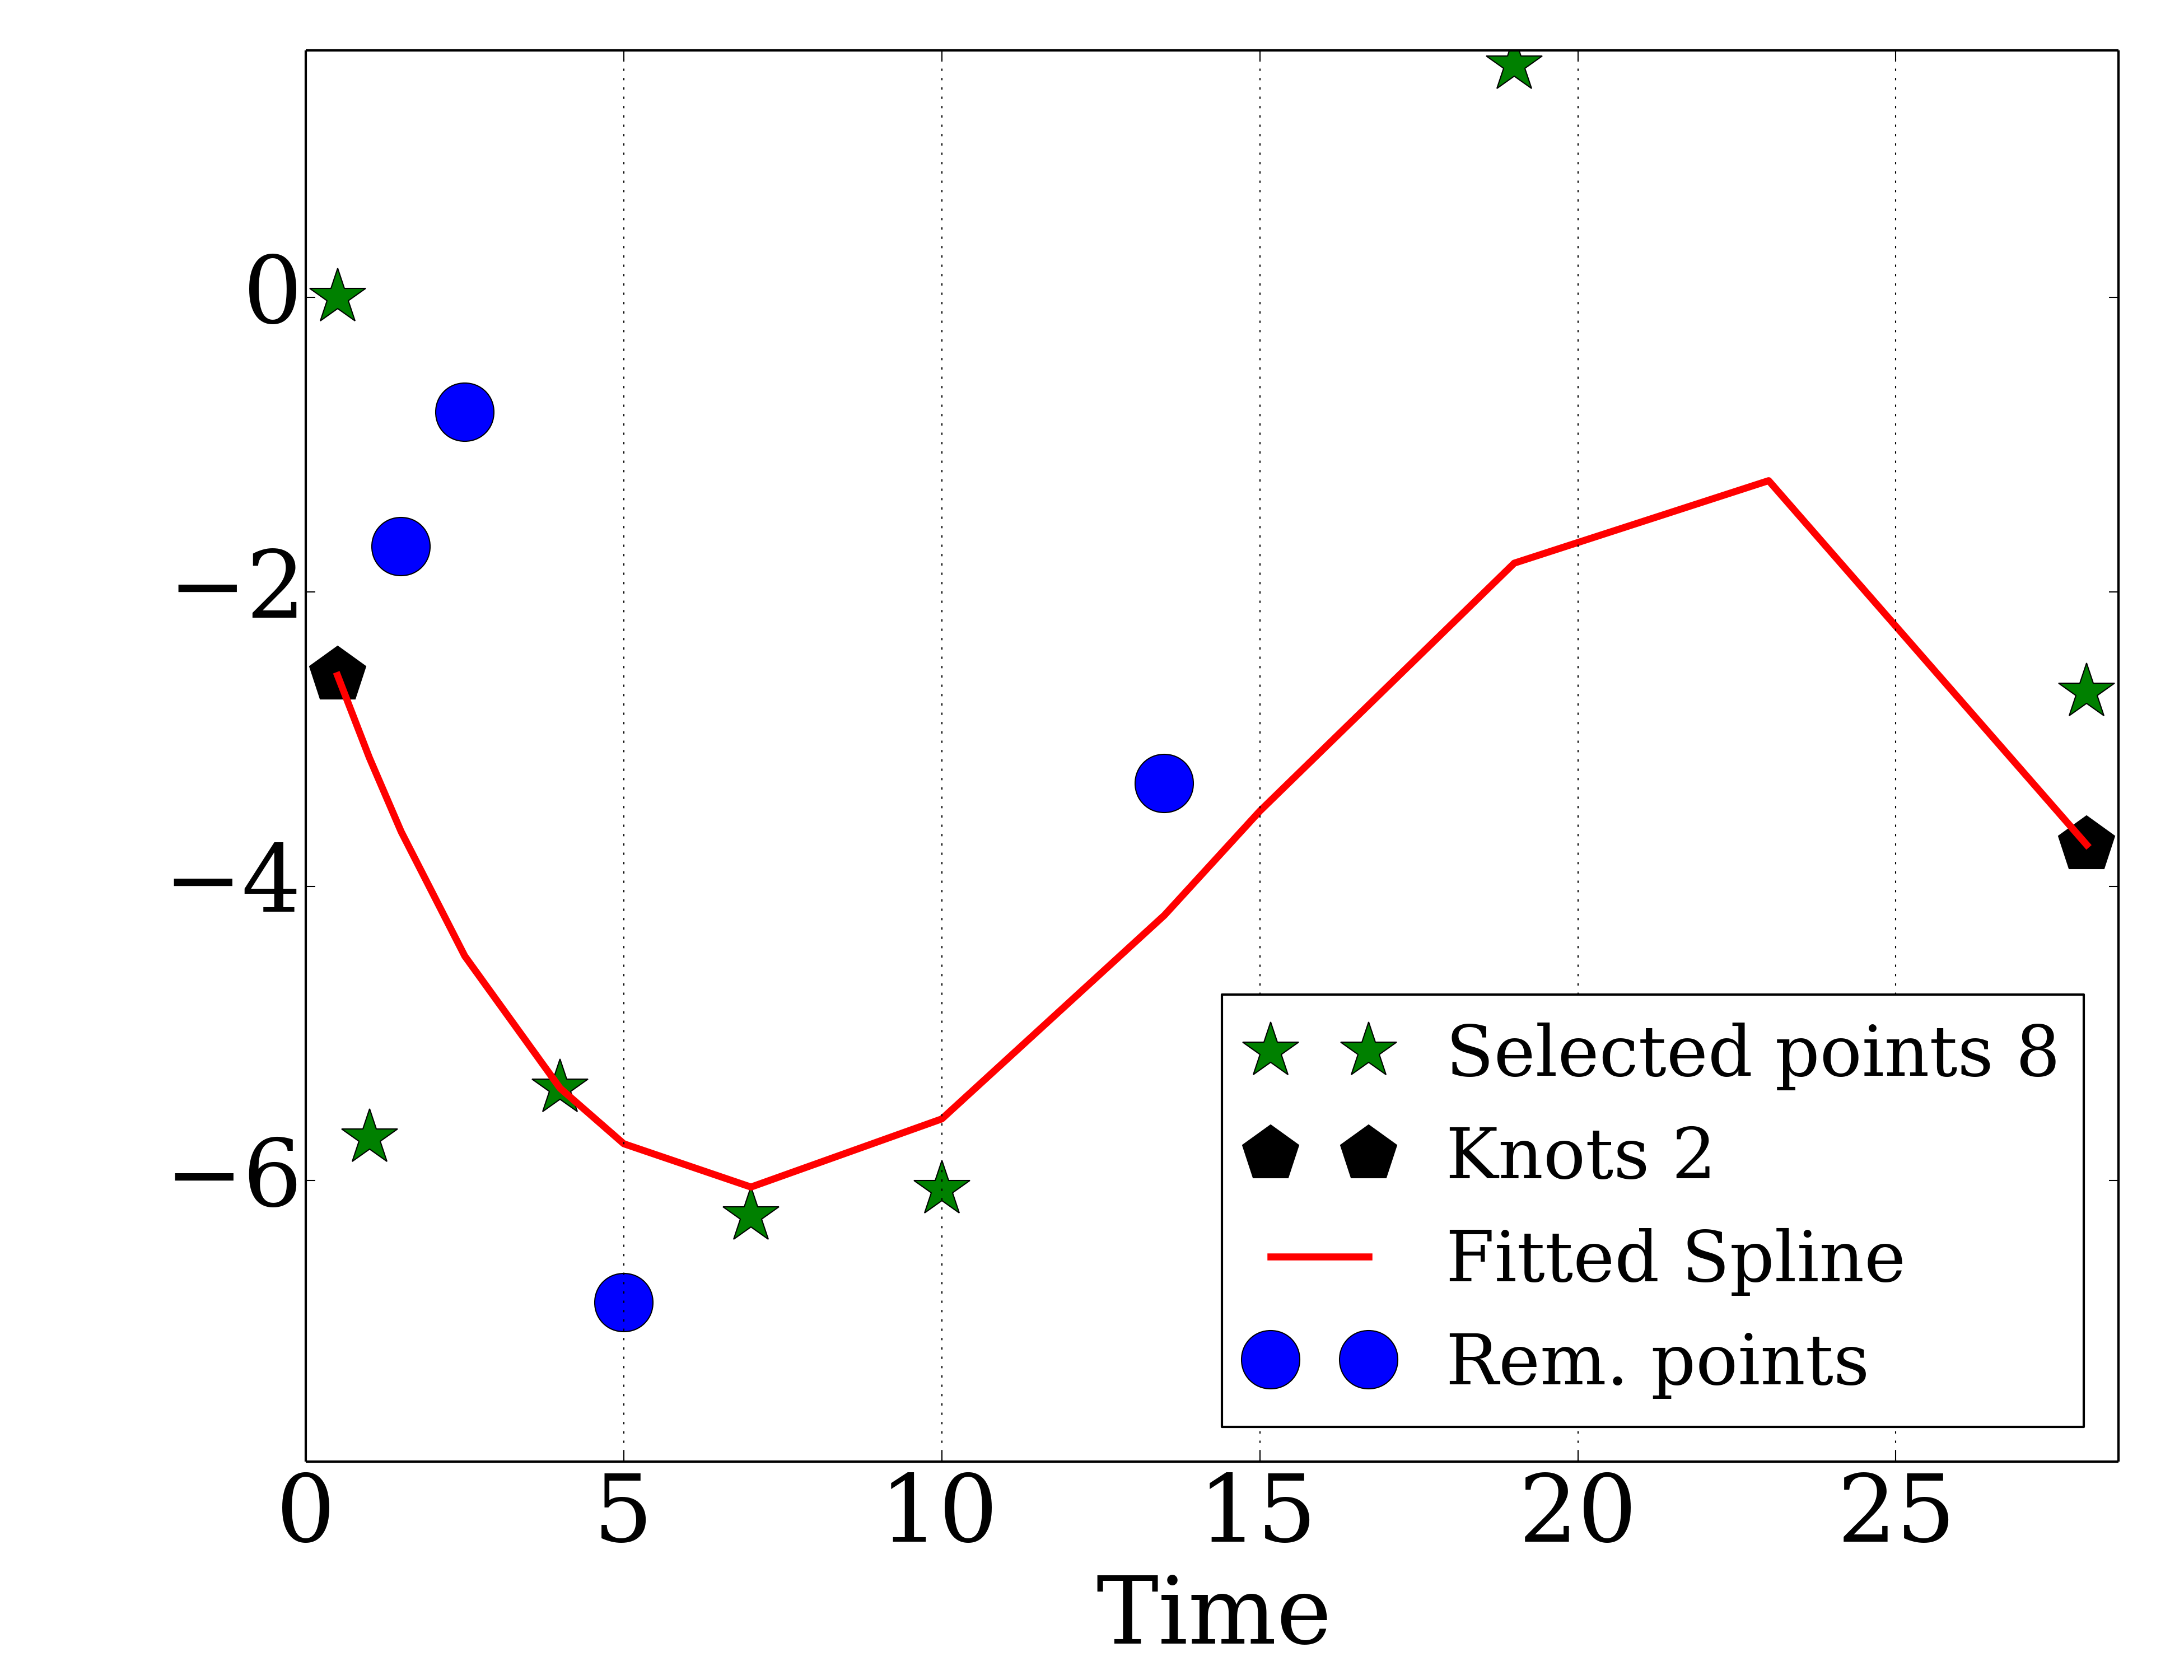 0
−2
−4
−6
Selected points 8
Knots 2
Fitted Spline
Rem. points
0 5 10 15 20 25
Time